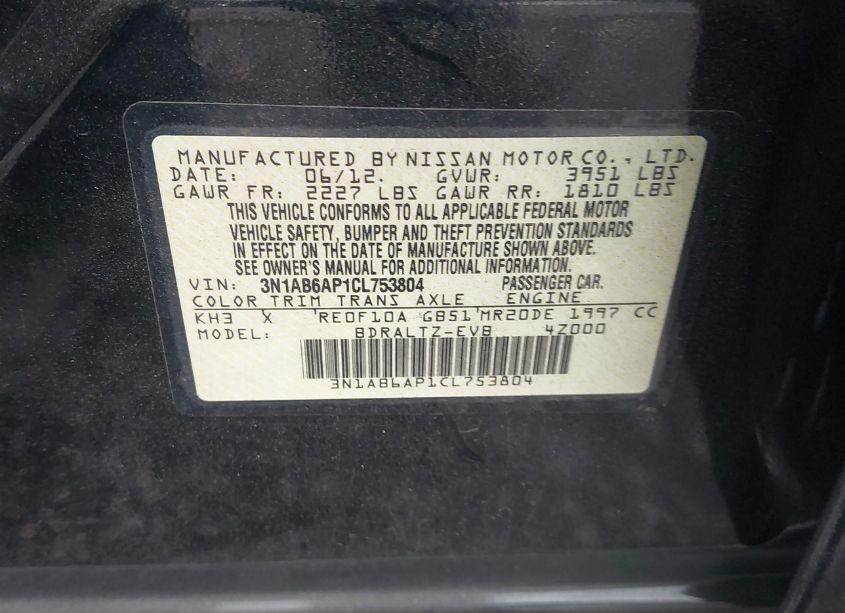 MANUFACTURED BY NISSAN MOTOR CO., LTD.
DATE: 06/12. GVWR: 3951 LBS
GAWR FR: 2227 LBS GAWR RR: 1810 LBS
THIS VEHICLE CONFORMS TO ALL APPLICABLE FEDERAL MOTOR
VEHICLE SAFETY, BUMPER AND THEFT PREVENTION STANDARDS
IN EFFECT ON THE DATE OF MANUFACTURE SHOWN ABOVE.
SEE OWNER'S MANUAL FOR ADDITIONAL INFORMATION.
VIN: 3N1AB6AP1CL753804 PASSENGER CAR.
COLOR TRIM TRANS AXLE ENGINE
KH3 X RE0F10A GB51 MR20DE 1997 CC
MODEL: BDRALTZ-EVB 4Z000
3N1AB6AP1CL753804